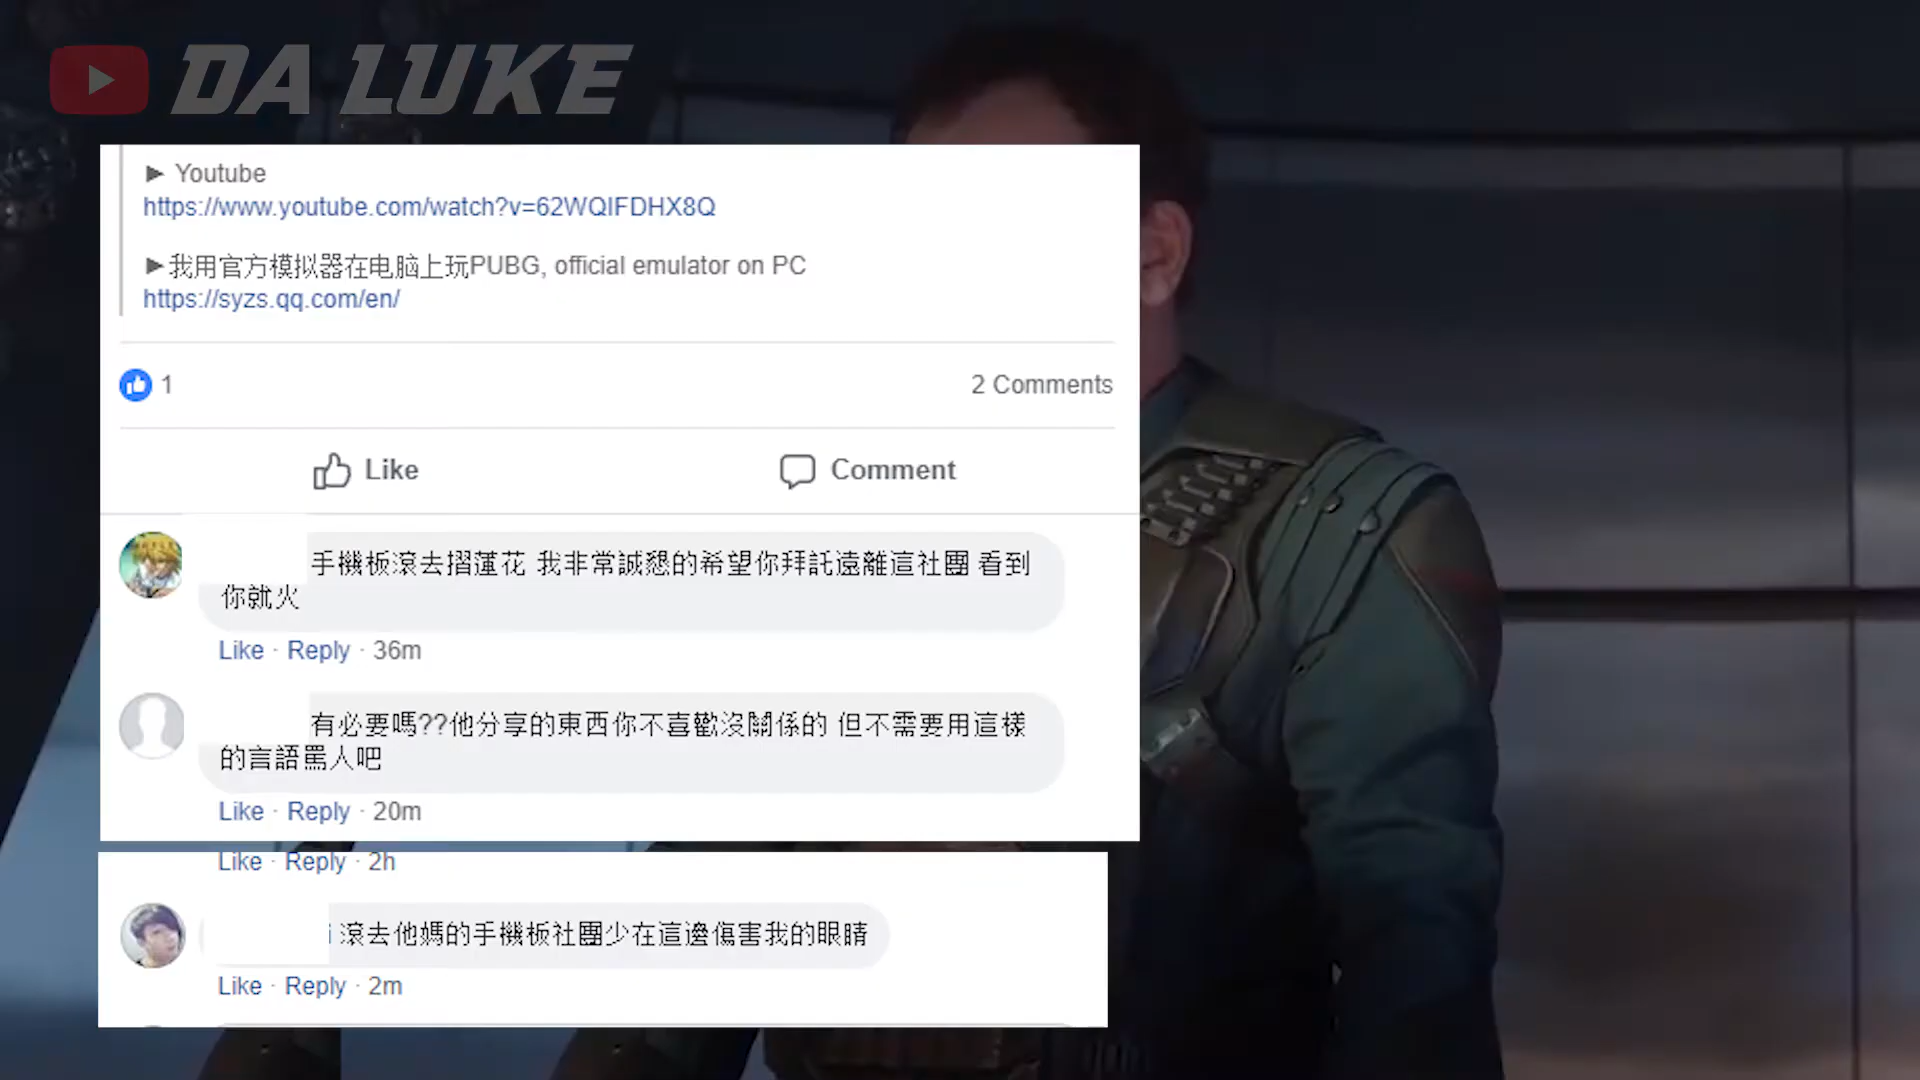 DA LUKE
► Youtube
https://www.youtube.com/watch?v=62WQIFDHX8Q
►我用官方模拟器在电脑上玩PUBG, official emulator on PC
https://syzs.qq.com/en/
1
2 Comments
Like
Comment
手機板滾去摺蓮花 我非常誠懇的希望你拜託遠離這社團 看到
你就火
Like · Reply · 36m
有必要嗎??他分享的東西你不喜歡沒關係的 但不需要用這樣
的言語罵人吧
Like · Reply · 20m
Like · Reply · 2h
i 滾去他媽的手機板社團少在這邊傷害我的眼睛
Like · Reply · 2m